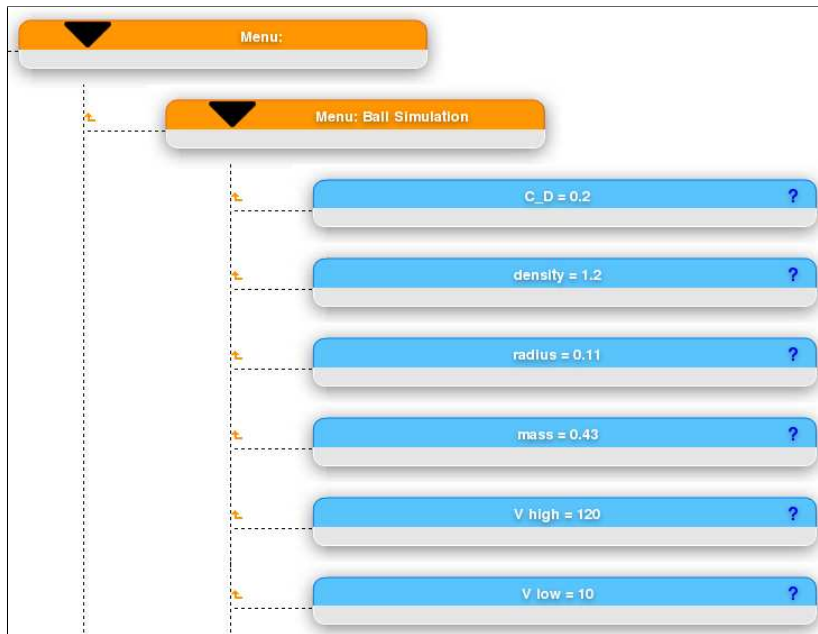 Menu:
Menu: Ball Simulation
C_D = 0.2 ?
density = 1.2 ?
radius = 0.11 ?
mass = 0.43 ?
V high = 120 ?
V low = 10 ?